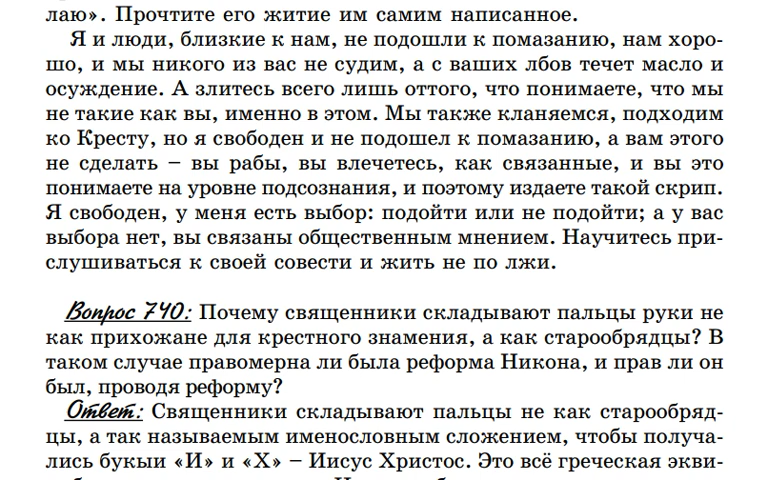 лаю». Прочтите его житие им самим написанное.
Я и люди, близкие к нам, не подошли к помазанию, нам хоро-
шо, и мы никого из вас не судим, а с ваших лбов течет масло и
осуждение. А злитесь всего лишь оттого, что понимаете, что мы
не такие как вы, именно в этом. Мы также кланяемся, подходим
ко Кресту, но я свободен и не подошел к помазанию, а вам этого
не сделать – вы рабы, вы влечетесь, как связанные, и вы это
понимаете на уровне подсознания, и поэтому издаете такой скрип.
Я свободен, у меня есть выбор: подойти или не подойти; а у вас
выбора нет, вы связаны общественным мнением. Научитесь при-
слушиваться к своей совести и жить не по лжи.
Вопрос 740: Почему священники складывают пальцы руки не
как прихожане для крестного знамения, а как старообрядцы? В
таком случае правомерна ли была реформа Никона, и прав ли он
был, проводя реформу?
Ответ: Священники складывают пальцы не как старообряд-
цы, а так называемым именословным сложением, чтобы получа-
лись букыи «И» и «Х» – Иисус Христос. Это всё греческая экви-